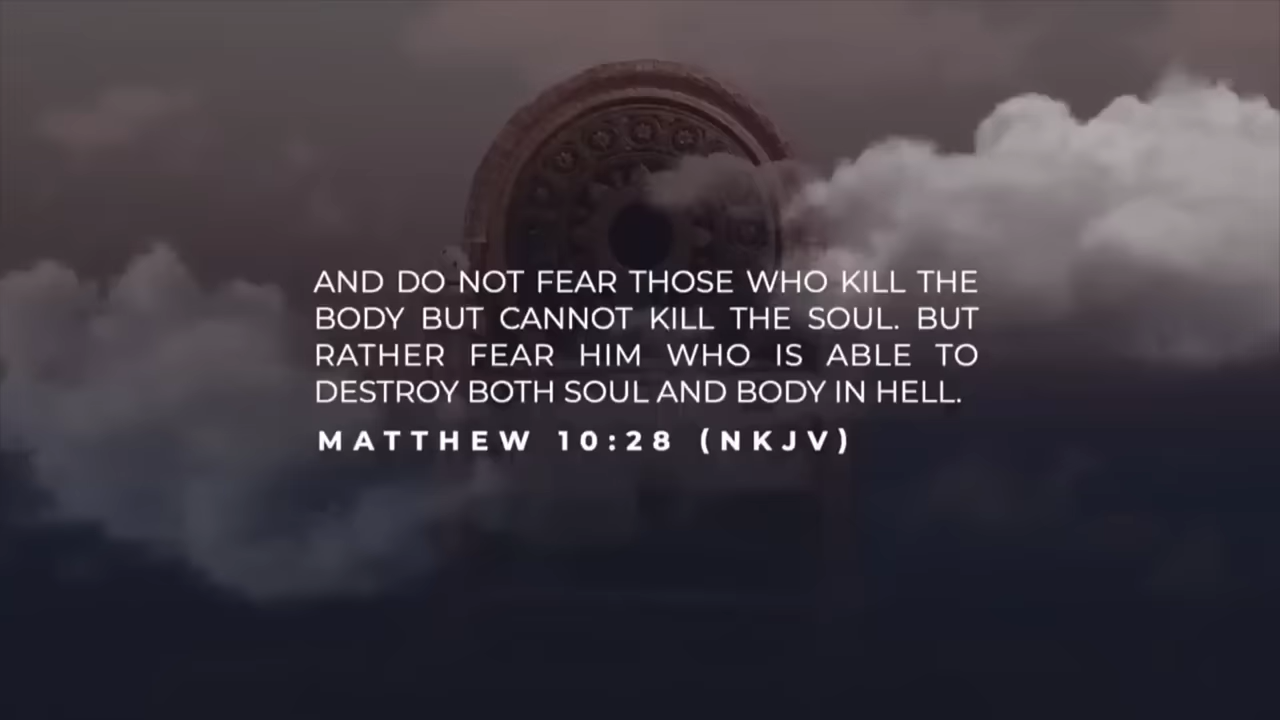 AND DO NOT FEAR THOSE WHO KILL THE
BODY BUT CANNOT KILL THE SOUL. BUT
RATHER FEAR HIM WHO IS ABLE TO
DESTROY BOTH SOUL AND BODY IN HELL.
MATTHEW 10:28 (NKJV)